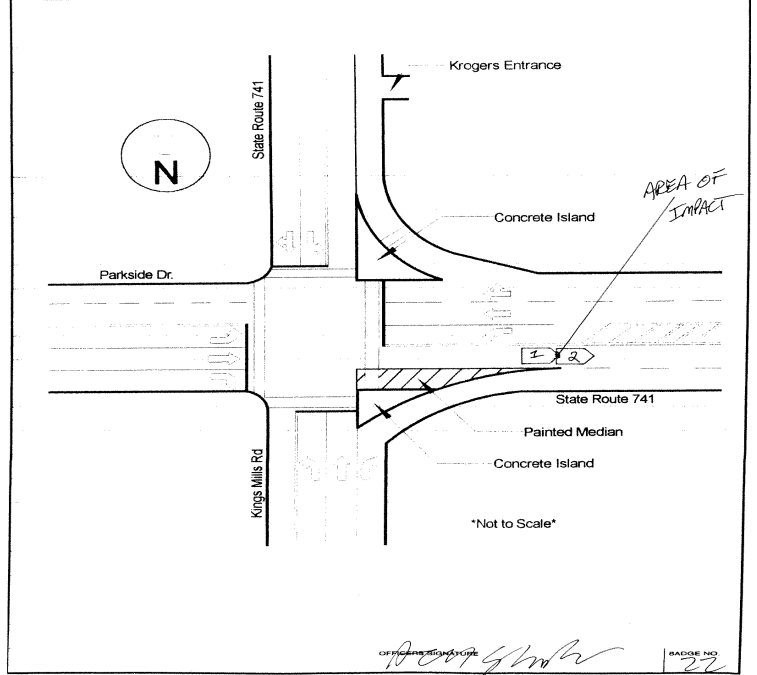 Krogers Entrance
State Route 741
N
AREA OF
IMPACT
Concrete Island
Parkside Dr.
1 2
State Route 741
Painted Median
Concrete Island
Kings Mills Rd
*Not to Scale*
OFFICERS SIGNATURE
BADGE NO.
22